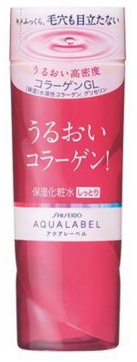 キメふっくら、毛穴も目立たない
うるおい高密度
コラーゲンGL
(保湿)水溶性コラーゲン、グリセリン
うるおい
コラーゲン!
保湿化粧水 しっとり
SHISEIDO
AQUALABEL
アクアレーベル